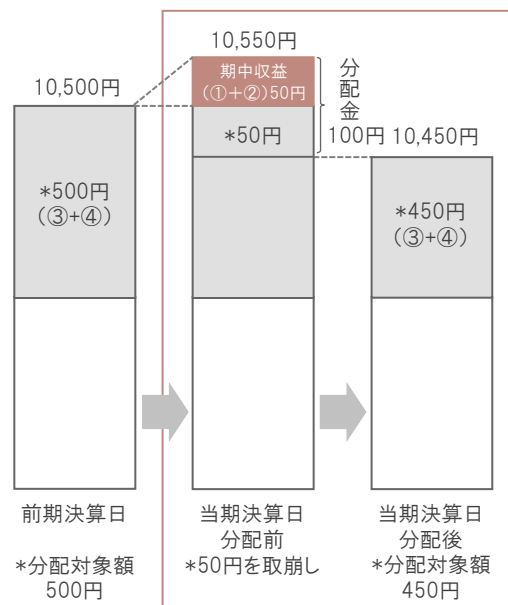 10,500円
*500円
(③+④)
前期決算日
*分配対象額
500円
10,550円
期中収益
(①+②)50円
*50円
分配金
100円
当期決算日
分配前
*50円を取崩し
10,450円
*450円
(③+④)
当期決算日
分配後
*分配対象額
450円